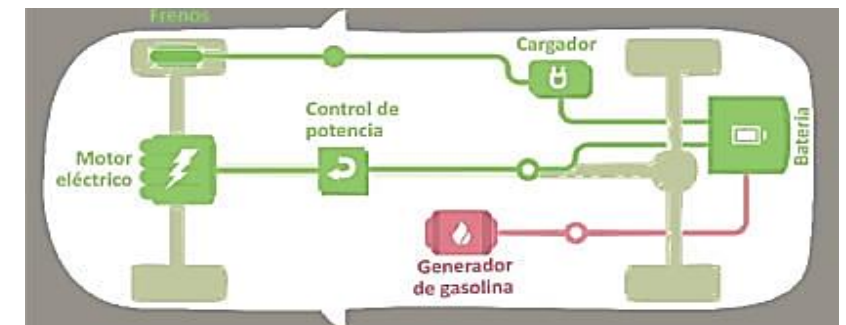 Frenos
Cargador
Control de
potencia
Motor
eléctrico
Batería
Generador
de gasolina